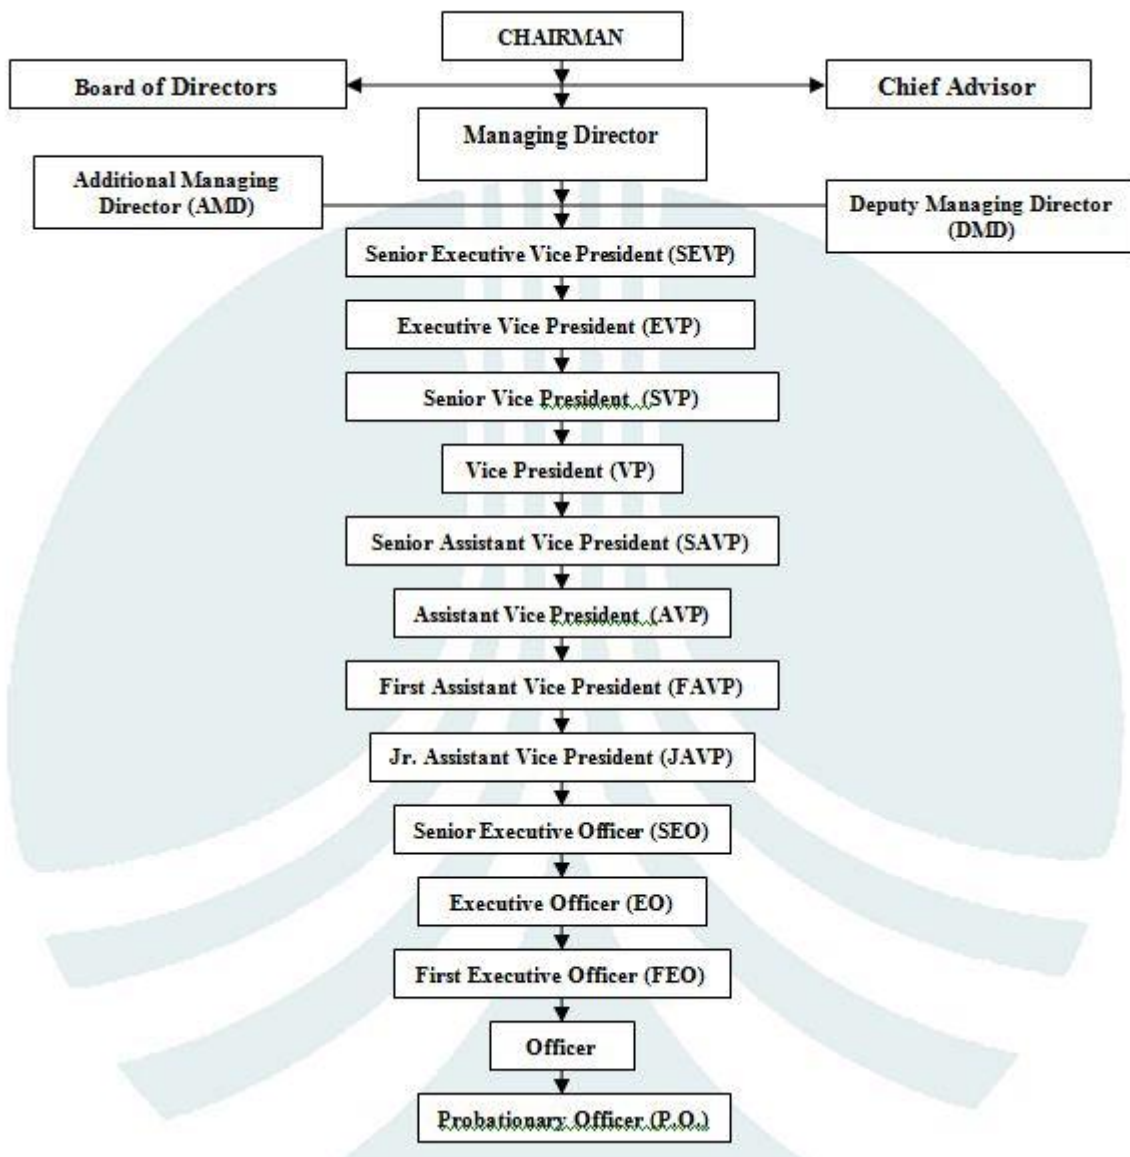 CHAIRMAN
Board of Directors
Chief Advisor
Managing Director
Additional Managing
Director (AMD)
Deputy Managing Director
(DMD)
Senior Executive Vice President (SEVP)
Executive Vice President (EVP)
Senior Vice President (SVP)
Vice President (VP)
Senior Assistant Vice President (SAVP)
Assistant Vice President (AVP)
First Assistant Vice President (FAVP)
Jr. Assistant Vice President (JAVP)
Senior Executive Officer (SEO)
Executive Officer (EO)
First Executive Officer (FEO)
Officer
Probationary Officer (P.O.)